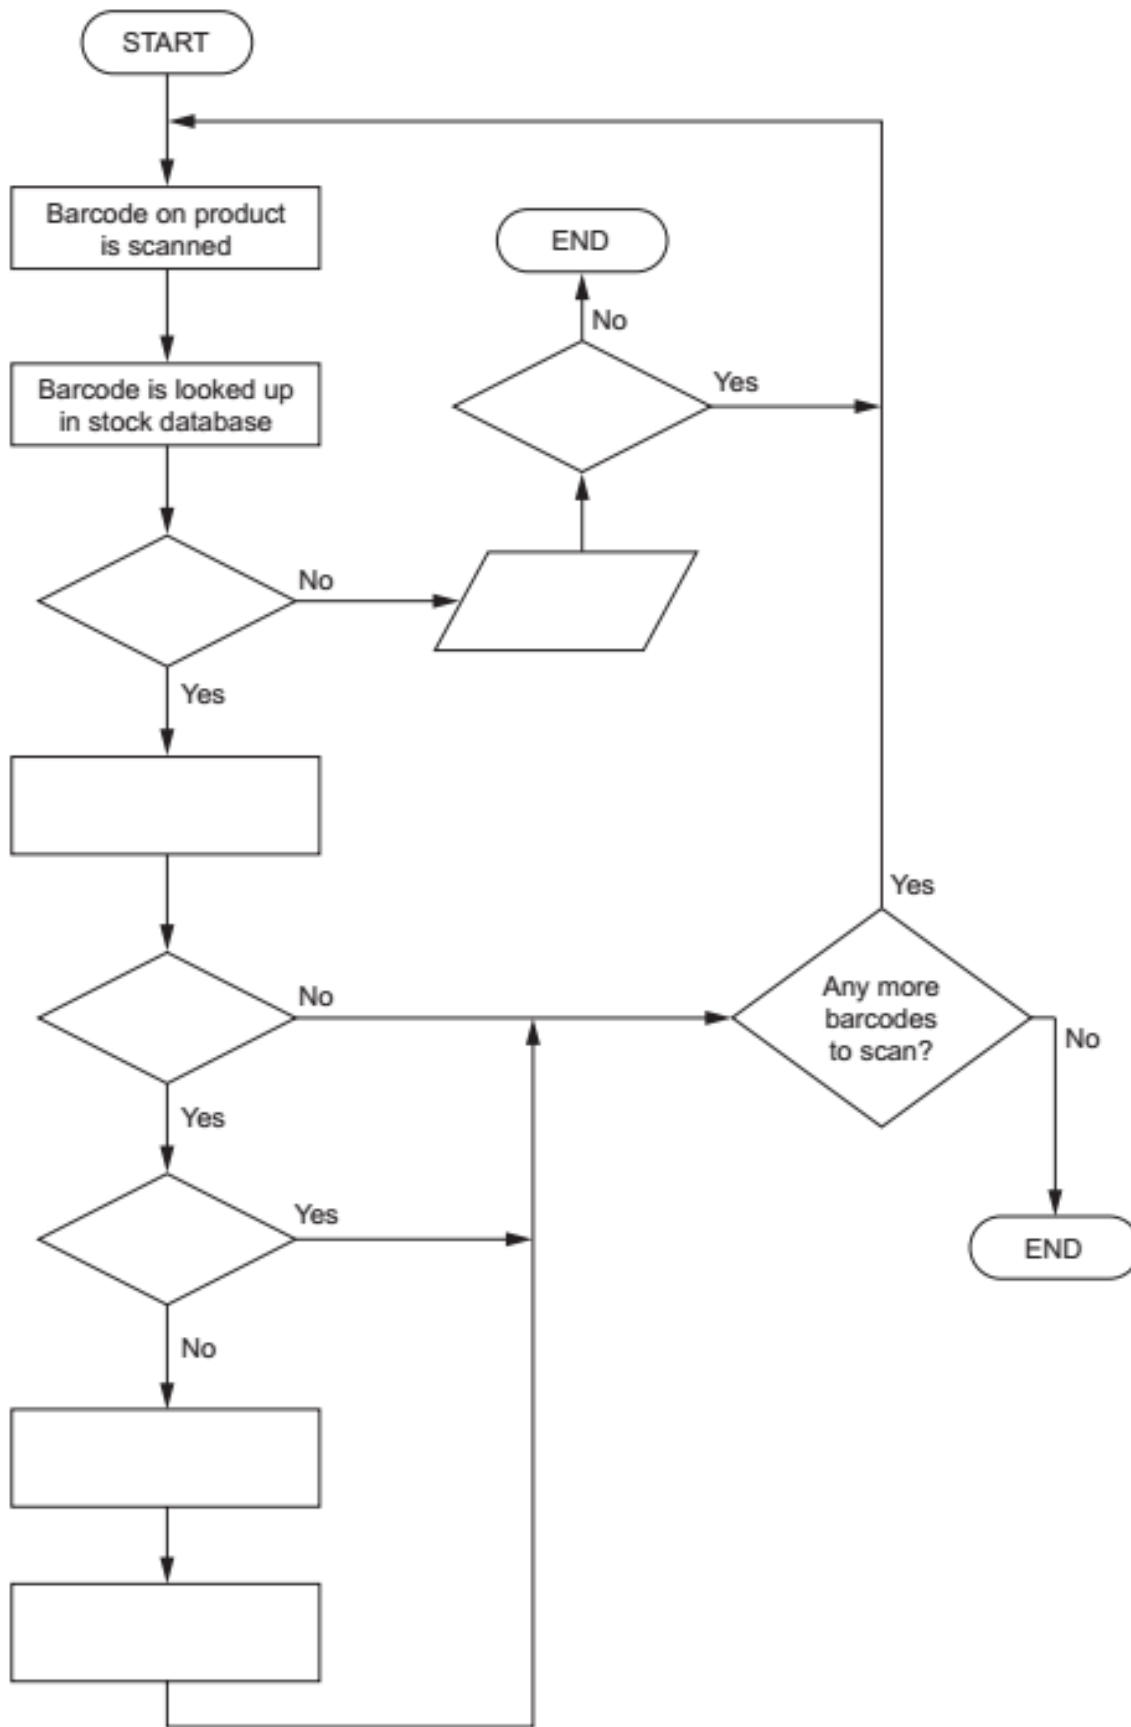 START
Barcode on product
is scanned
END
No
Barcode is looked up
in stock database
Yes
No
Yes
Yes
No
Any more
barcodes
to scan?
No
Yes
Yes
END
No